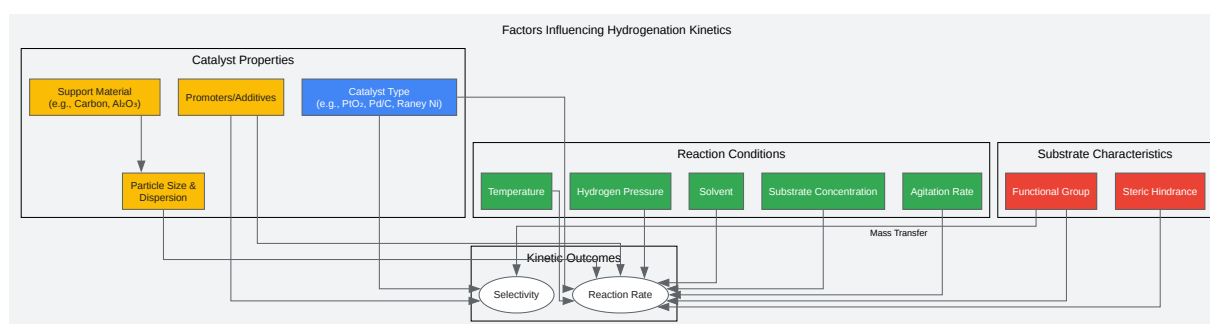 Factors Influencing Hydrogenation Kinetics
Catalyst Properties
Support Material
(e.g., Carbon, Al₂O₃)
Promoters/Additives
Catalyst Type
(e.g., PtO₂, Pd/C, Raney Ni)
Particle Size &
Dispersion
Reaction Conditions
Temperature
Hydrogen Pressure
Solvent
Substrate Concentration
Agitation Rate
Substrate Characteristics
Functional Group
Steric Hindrance
Mass Transfer
Kinetic Outcomes
Selectivity
Reaction Rate